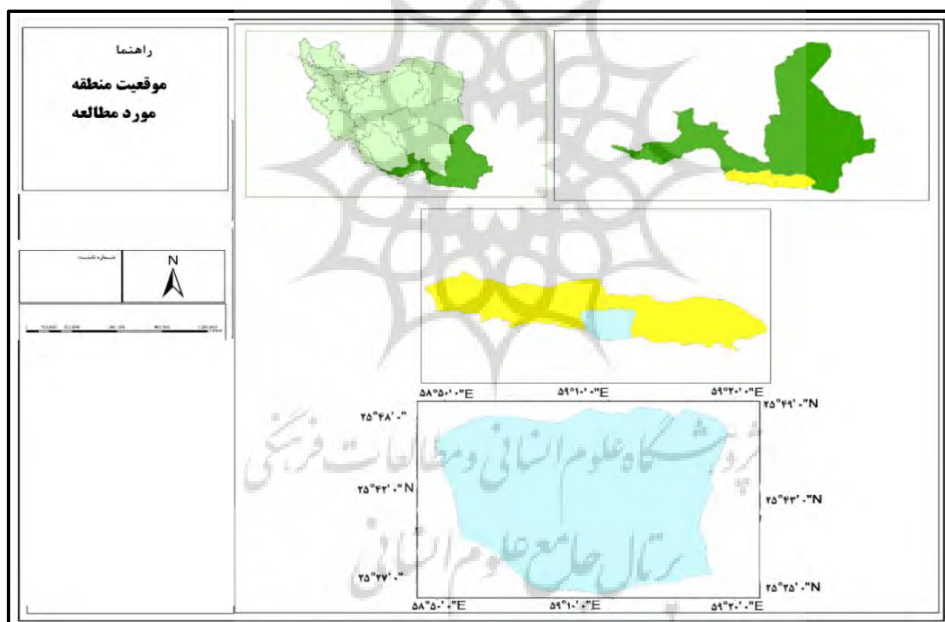 راهنما
موقعیت منطقه
مورد مطالعه
N
۵۸°۵۰'۰"E
۵۹°۱۰'۰"E
۵۹°۲۰'۰"E
۲۵°۴۸'۰"
۲۵°۴۹'۰"N
۲۵°۴۲'۰"N
۲۵°۴۳'۰"N
۲۵°۲۷'۰"
۲۵°۲۵'۰"N
۵۸°۵۰'۰"E
۵۹°۱۰'۰"E
۵۹°۲۰'۰"E
پژوهشگاه علوم انسانی و مطالعات فرهنگی
پرتال جامع علوم انسانی